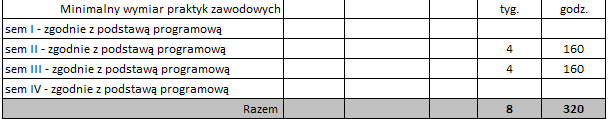 Minimalny wymiar praktyk zawodowych tyg. godz.
sem I - zgodnie z podstawą programową
sem II - zgodnie z podstawą programową 4 160
sem III - zgodnie z podstawą programową 4 160
sem IV - zgodnie z podstawą programową
Razem 8 320